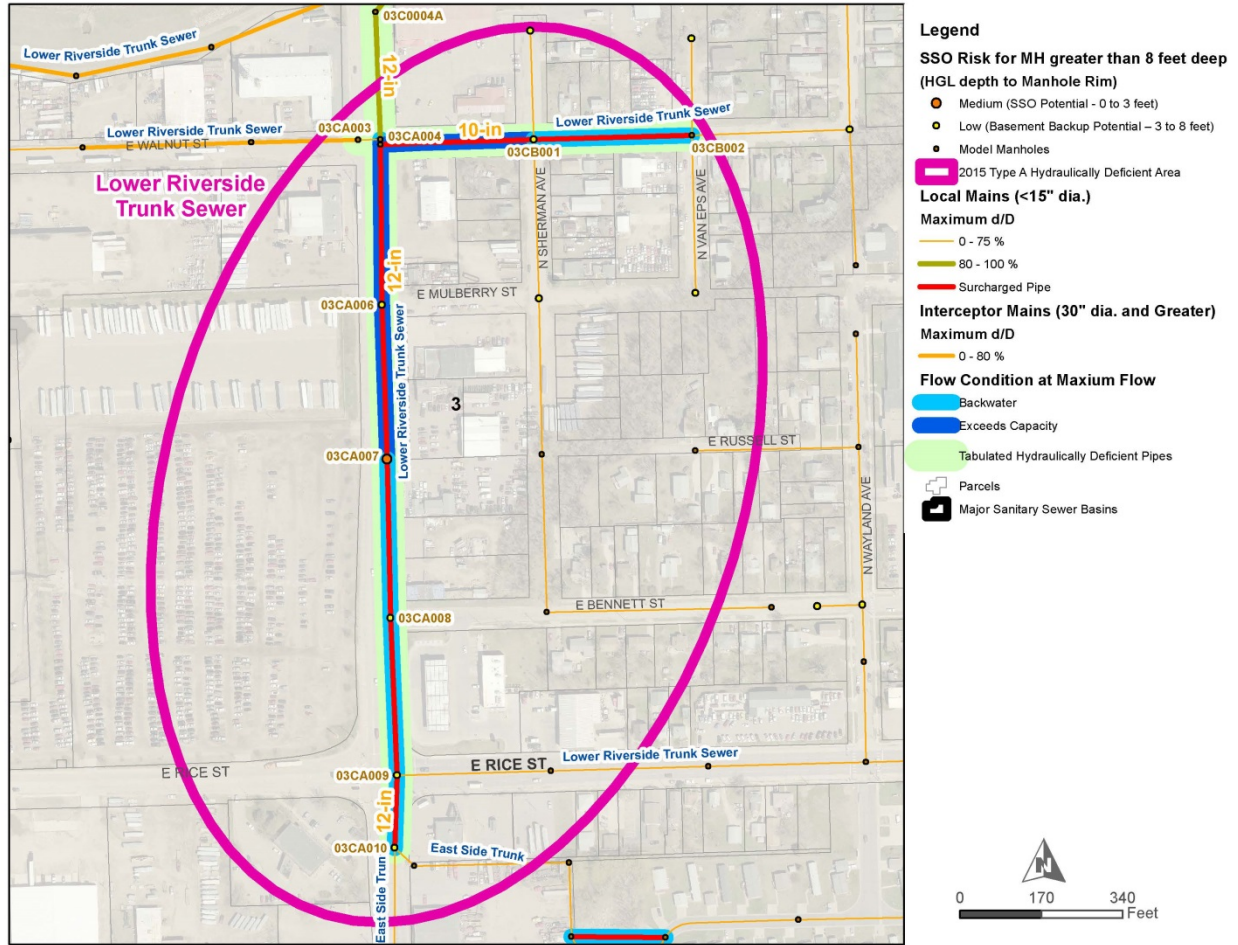 03C0004A
Lower Riverside Trunk Sewer
12-in
Lower Riverside Trunk Sewer
03CA003
03CA004
10-in
Lower Riverside Trunk Sewer
E WALNUT ST
03CB001
03CB002
Lower Riverside
Trunk Sewer
N SHERMAN AVE
N VAN EPS AVE
12-in
03CA006
E MULBERRY ST
Lower Riverside Trunk Sewer
3
03CA007
E RUSSELL ST
N WAYLAND AVE
E BENNETT ST
03CA008
E RICE ST
03CA009
E RICE ST
Lower Riverside Trunk Sewer
12-in
03CA010
East Side Trunk
East Side Trun
Legend
SSO Risk for MH greater than 8 feet deep
(HGL depth to Manhole Rim)
Medium (SSO Potential - 0 to 3 feet)
Low (Basement Backup Potential – 3 to 8 feet)
Model Manholes
2015 Type A Hydraulically Deficient Area
Local Mains (<15" dia.)
Maximum d/D
0 - 75 %
80 - 100 %
Surcharged Pipe
Interceptor Mains (30" dia. and Greater)
Maximum d/D
0 - 80 %
Flow Condition at Maxium Flow
Backwater
Exceeds Capacity
Tabulated Hydraulically Deficient Pipes
Parcels
Major Sanitary Sewer Basins
N
0 170 340
Feet